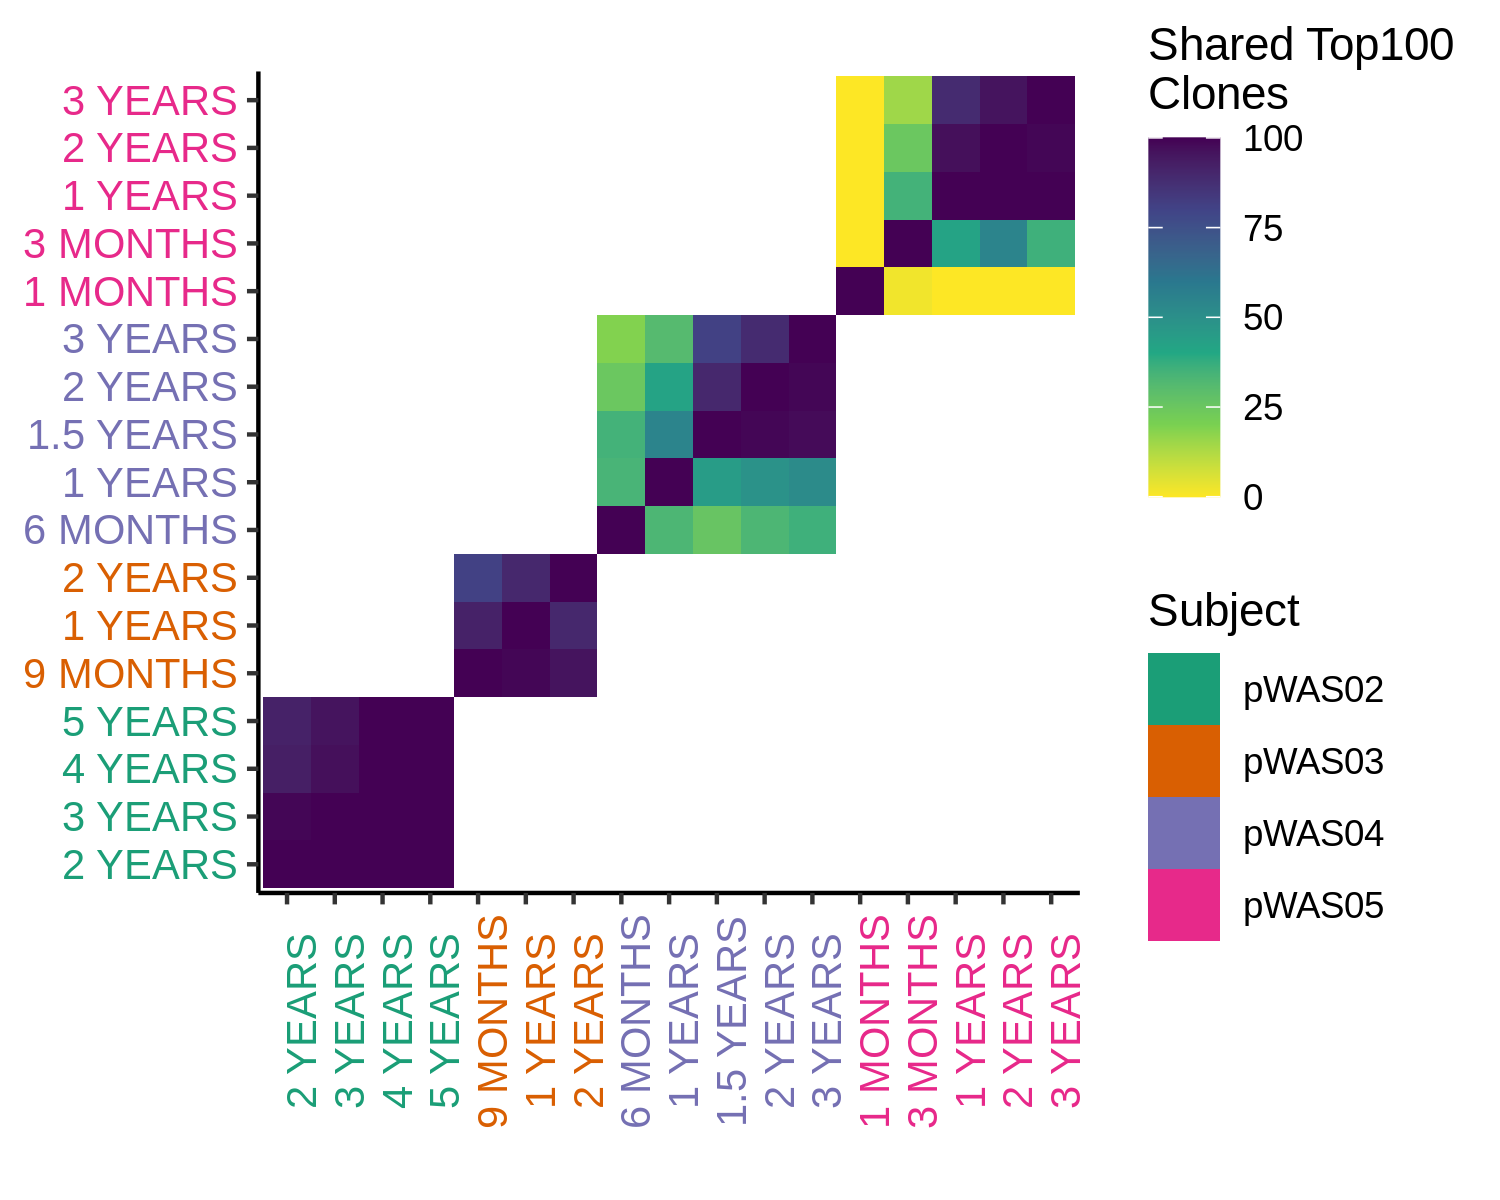 Shared Top100
Clones
100
75
50
25
0
Subject
pWAS02
pWAS03
pWAS04
pWAS05
3 YEARS
2 YEARS
1 YEARS
3 MONTHS
1 MONTHS
3 YEARS
2 YEARS
1.5 YEARS
1 YEARS
6 MONTHS
2 YEARS
1 YEARS
9 MONTHS
5 YEARS
4 YEARS
3 YEARS
2 YEARS
2 YEARS
3 YEARS
4 YEARS
5 YEARS
9 MONTHS
1 YEARS
2 YEARS
6 MONTHS
1 YEARS
1.5 YEARS
2 YEARS
3 YEARS
1 MONTHS
3 MONTHS
1 YEARS
2 YEARS
3 YEARS